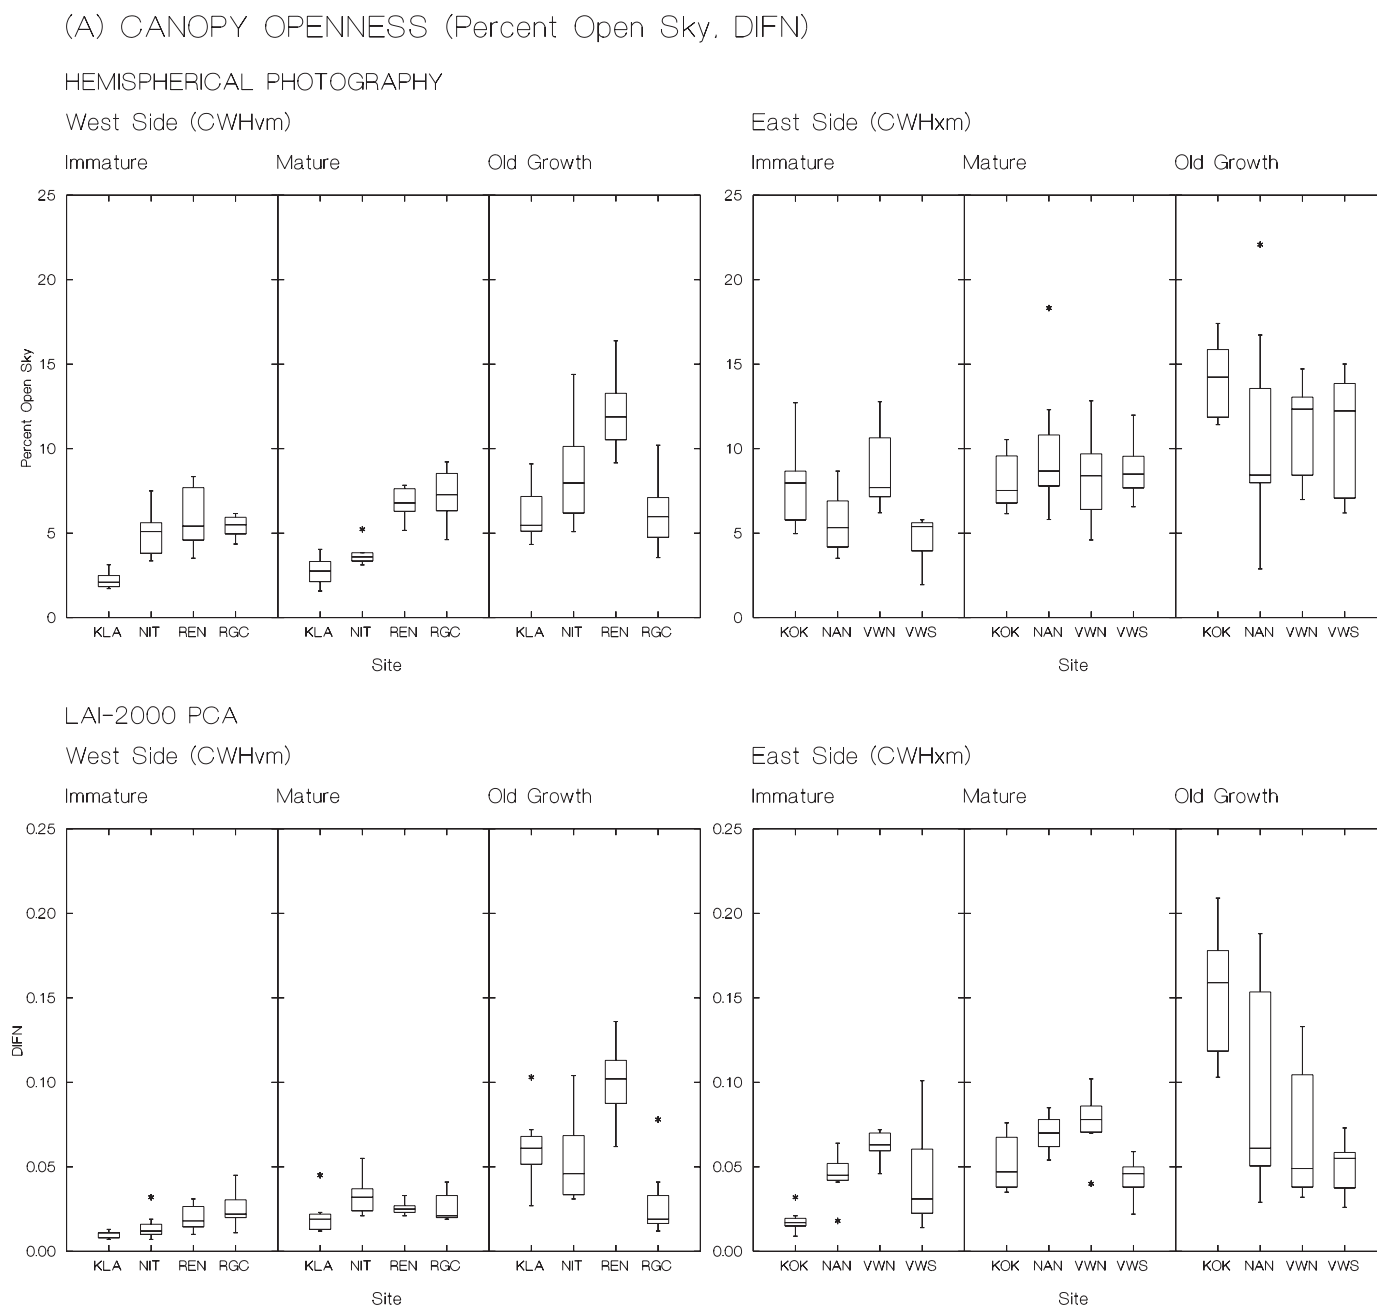 (A) CANOPY OPENNESS (Percent Open Sky, DIFN)
HEMISPHERICAL PHOTOGRAPHY
West Side (CWHvm)
East Side (CWHxm)
Immature Mature Old Growth
Immature Mature Old Growth
25
20
15
10
5
0
Percent Open Sky
25
20
15
10
5
0
KLA NIT REN RGC KLA NIT REN RGC KLA NIT REN RGC
KOK NAN VWN VWS KOK NAN VWN VWS KOK NAN VWN VWS
Site
Site
LAI-2000 PCA
West Side (CWHvm)
East Side (CWHxm)
Immature Mature Old Growth
Immature Mature Old Growth
0.25
0.20
0.15
0.10
0.05
0.00
DIFN
0.25
0.20
0.15
0.10
0.05
0.00
KLA NIT REN RGC KLA NIT REN RGC KLA NIT REN RGC
KOK NAN VWN VWS KOK NAN VWN VWS KOK NAN VWN VWS
Site
Site